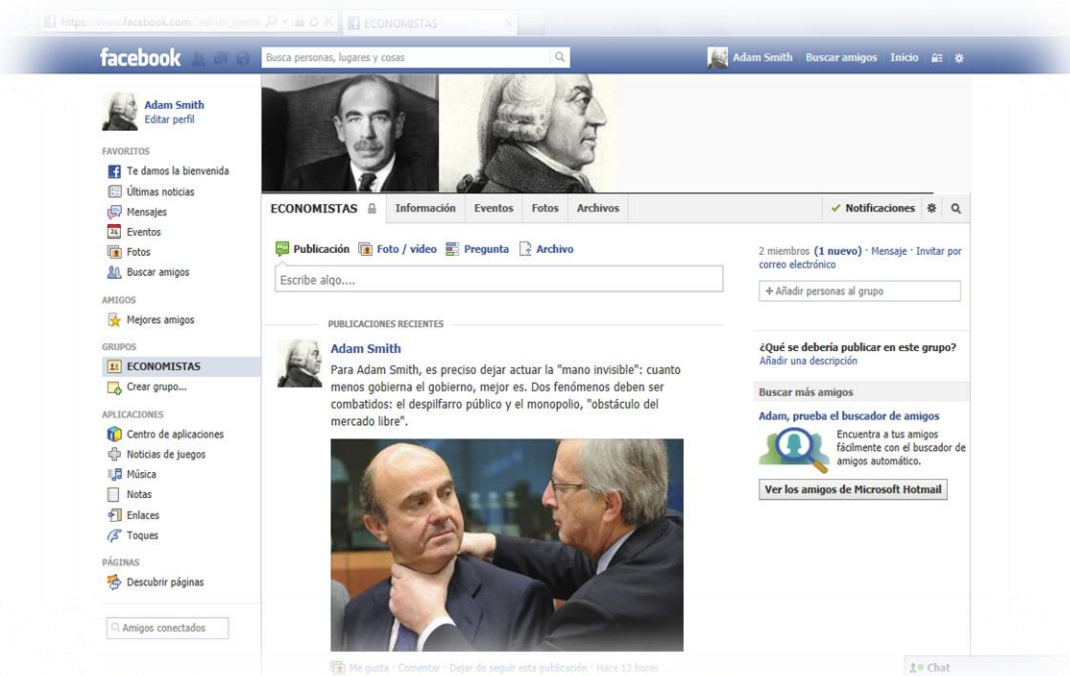 https://www.facebook.com/?ref=tn_tnmn
ECONOMISTAS
facebook
Busca personas, lugares y cosas
Adam Smith Buscar amigos Inicio
Adam Smith
Editar perfil
FAVORITOS
Te damos la bienvenida
Últimas noticias
Mensajes
24 Eventos
Fotos
Buscar amigos
AMIGOS
Mejores amigos
GRUPOS
ECONOMISTAS
Crear grupo...
APLICACIONES
Centro de aplicaciones
Noticias de juegos
Música
Notas
Enlaces
Toques
PÁGINAS
Descubrir páginas
Amigos conectados
ECONOMISTAS Información Eventos Fotos Archivos
Notificaciones
Publicación Foto / vídeo Pregunta Archivo
Escribe algo....
PUBLICACIONES RECIENTES
Adam Smith
Para Adam Smith, es preciso dejar actuar la "mano invisible": cuanto
menos gobierna el gobierno, mejor es. Dos fenómenos deben ser
combatidos: el despilfarro público y el monopolio, "obstáculo del
mercado libre".
Me gusta · Comentar · Dejar de seguir esta publicación · Hace 13 horas
2 miembros (1 nuevo) · Mensaje · Invitar por
correo electrónico
+ Añadir personas al grupo
¿Qué se debería publicar en este grupo?
Añadir una descripción
Buscar más amigos
Adam, prueba el buscador de amigos
Encuentra a tus amigos
fácilmente con el buscador de
amigos automático.
Ver los amigos de Microsoft Hotmail
Chat